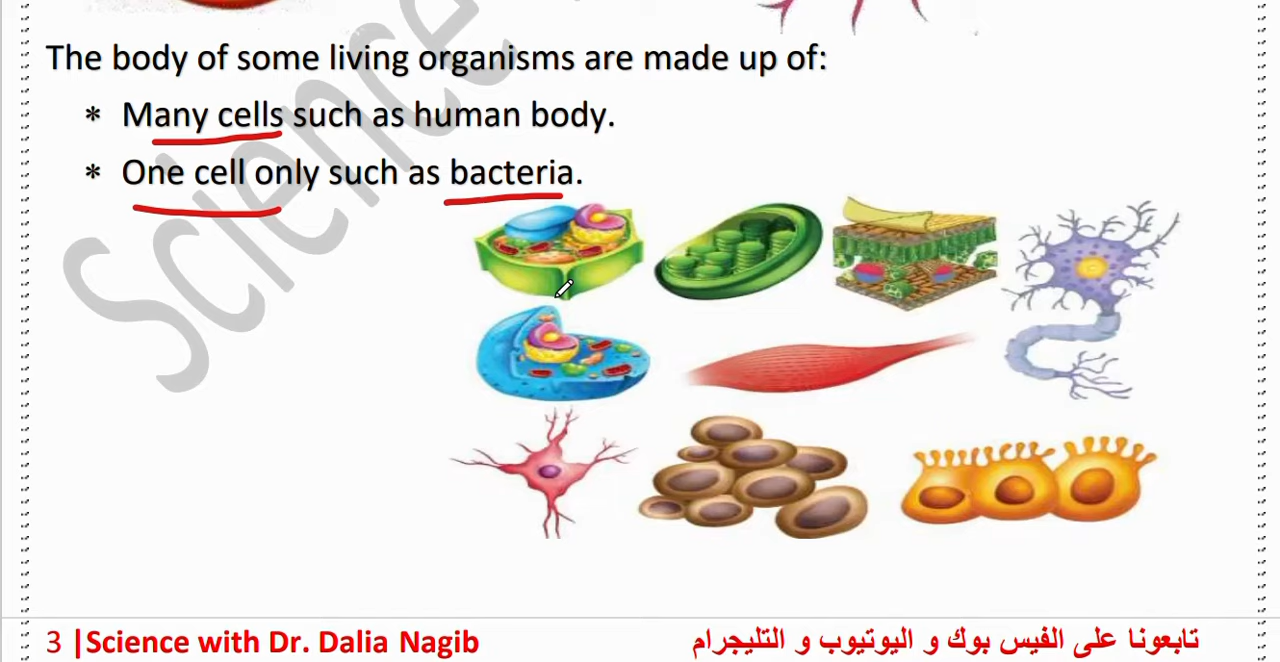 The body of some living organisms are made up of:
* Many cells such as human body.
* One cell only such as bacteria.
Science
3 |Science with Dr. Dalia Nagib
تابعونا على الفيس بوك و اليوتيوب و التليجرام